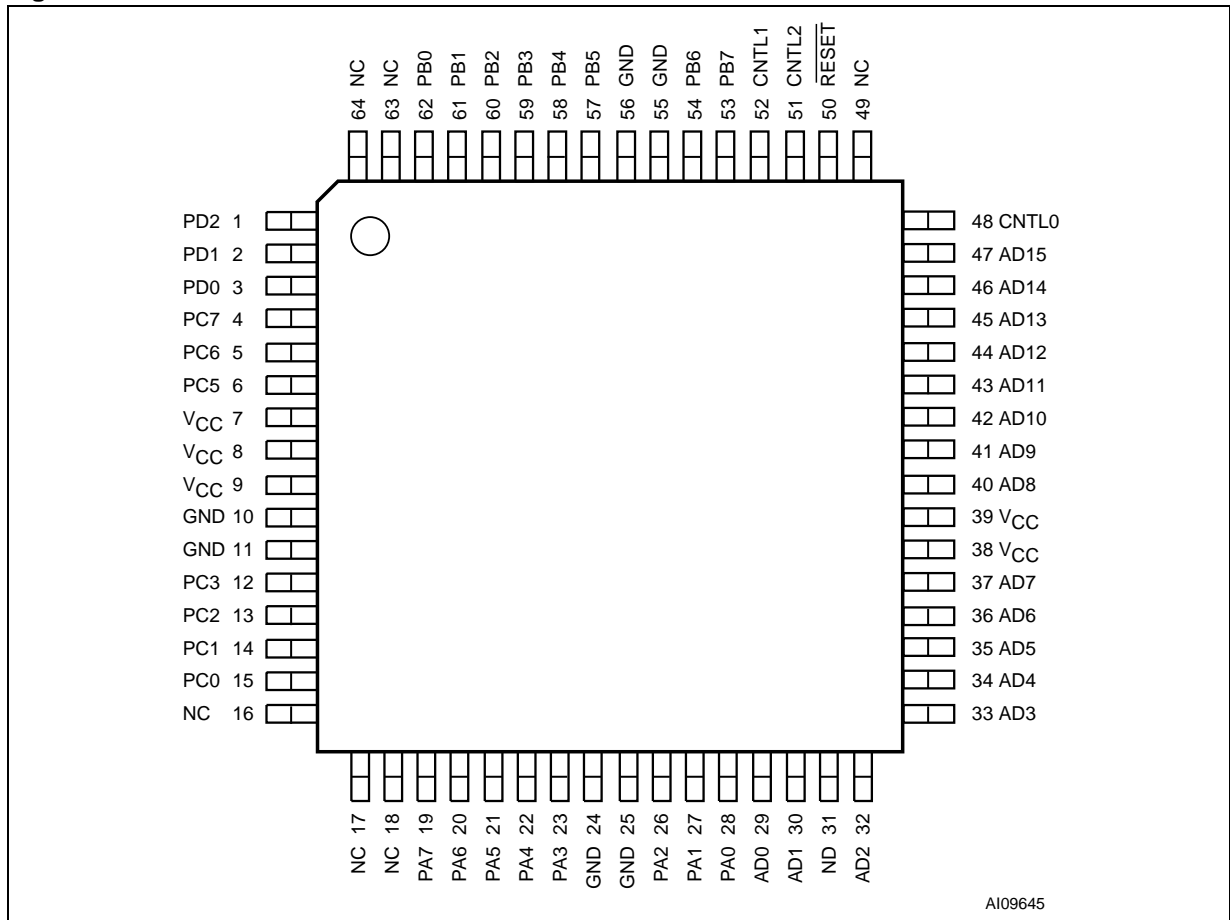 64 NC
63 NC
62 PB0
61 PB1
60 PB2
59 PB3
58 PB4
57 PB5
56 GND
55 GND
54 PB6
53 PB7
52 CNTL1
51 CNTL2
50 RESET
49 NC
PD2 1
PD1 2
PD0 3
PC7 4
PC6 5
PC5 6
VCC 7
VCC 8
VCC 9
GND 10
GND 11
PC3 12
PC2 13
PC1 14
PC0 15
NC 16
48 CNTL0
47 AD15
46 AD14
45 AD13
44 AD12
43 AD11
42 AD10
41 AD9
40 AD8
39 VCC
38 VCC
37 AD7
36 AD6
35 AD5
34 AD4
33 AD3
NC 17
NC 18
PA7 19
PA6 20
PA5 21
PA4 22
PA3 23
GND 24
GND 25
PA2 26
PA1 27
PA0 28
AD0 29
AD1 30
ND 31
AD2 32
AI09645